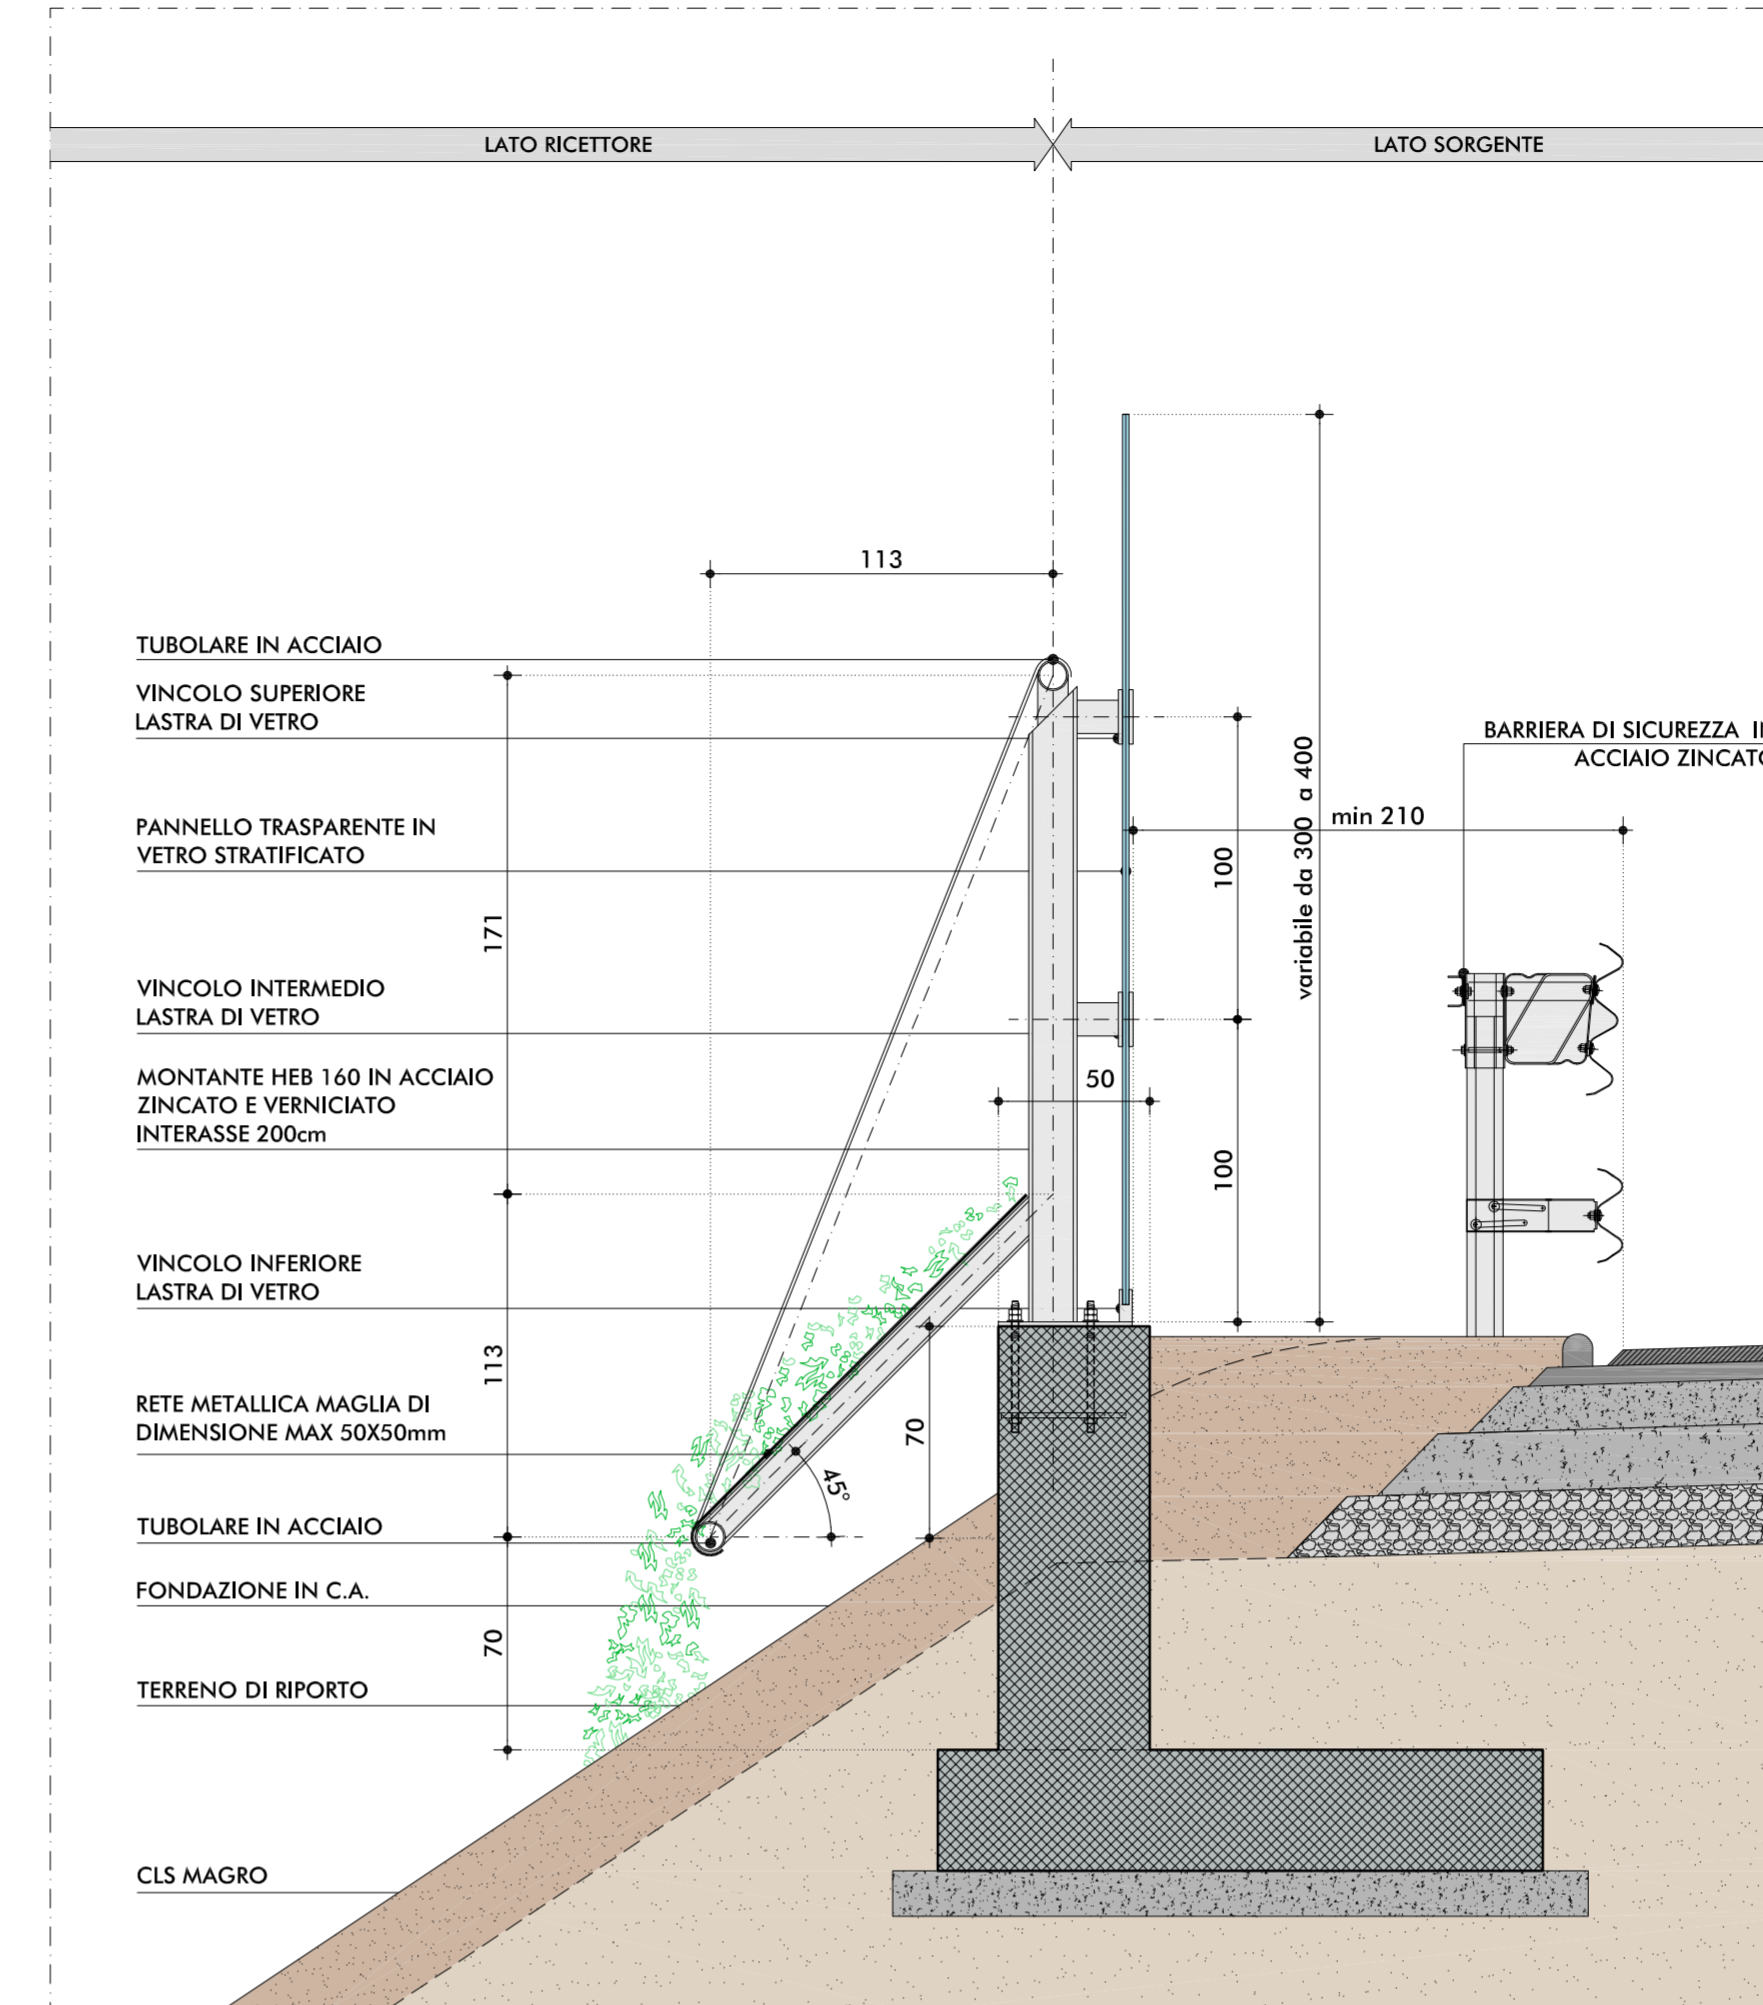 LATO RICETTORE
LATO SORGENTE
113
TUBOLARE IN ACCIAIO
VINCOLO SUPERIORE
LASTRA DI VETRO
BARRIERA DI SICUREZZA
ACCIAIO ZINCATO
variabile da 300 a 400
min 210
PANNELLO TRASPARENTE IN
VETRO STRATIFICATO
100
171
VINCOLO INTERMEDIO
LASTRA DI VETRO
MONTANTE HEB 160 IN ACCIAIO
ZINCATO E VERNICIATO
INTERASSE 200cm
50
100
VINCOLO INFERIORE
LASTRA DI VETRO
113
RETE METALLICA MAGLIA DI
DIMENSIONE MAX 50X50mm
70
45°
TUBOLARE IN ACCIAIO
FONDAZIONE IN C.A.
70
TERRENO DI RIPORTO
CLS MAGRO